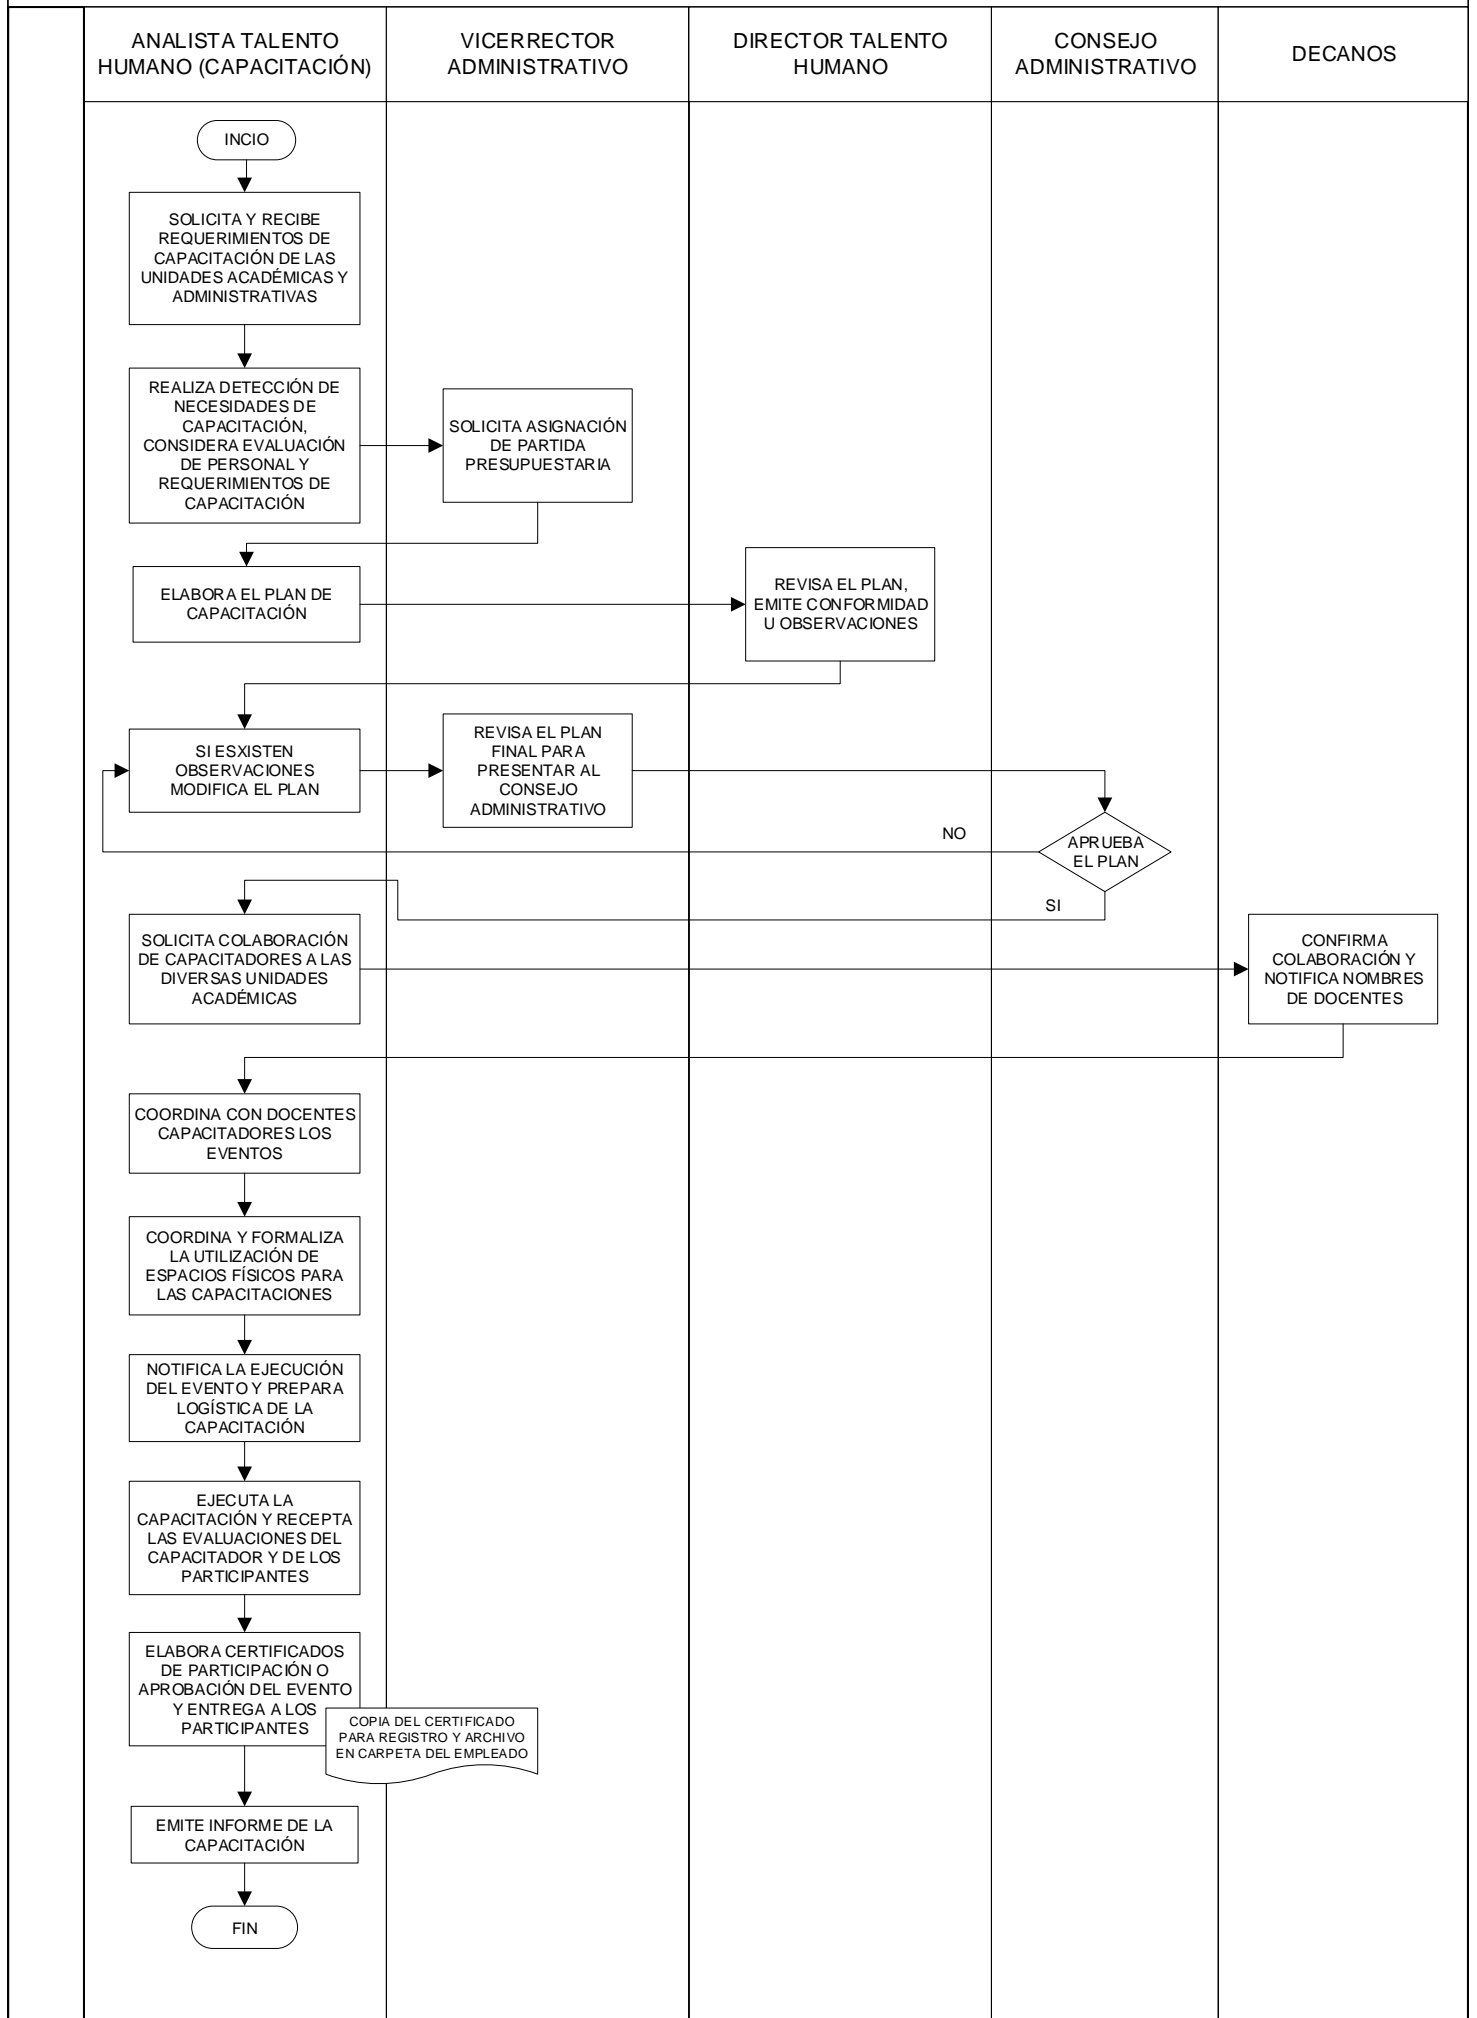 ANALISTA TALENTO
HUMANO (CAPACITACIÓN)
VICERRECTOR
ADMINISTRATIVO
DIRECTOR TALENTO
HUMANO
CONSEJO
ADMINISTRATIVO
DECANOS
INCIO
SOLICITA Y RECIBE
REQUERIMIENTOS DE
CAPACITACIÓN DE LAS
UNIDADES ACADÉMICAS Y
ADMINISTRATIVAS
REALIZA DETECCIÓN DE
NECESIDADES DE
CAPACITACIÓN,
CONSIDERA EVALUACIÓN
DE PERSONAL Y
REQUERIMIENTOS DE
CAPACITACIÓN
SOLICITA ASIGNACIÓN
DE PARTIDA
PRESUPUESTARIA
ELABORA EL PLAN DE
CAPACITACIÓN
REVISA EL PLAN,
EMITE CONFORMIDAD
U OBSERVACIONES
SI ESXISTEN
OBSERVACIONES
MODIFICA EL PLAN
REVISA EL PLAN
FINAL PARA
PRESENTAR AL
CONSEJO
ADMINISTRATIVO
APRUEBA
EL PLAN
NO
SI
SOLICITA COLABORACIÓN
DE CAPACITADORES A LAS
DIVERSAS UNIDADES
ACADÉMICAS
CONFIRMA
COLABORACIÓN Y
NOTIFICA NOMBRES
DE DOCENTES
COORDINA CON DOCENTES
CAPACITADORES LOS
EVENTOS
COORDINA Y FORMALIZA
LA UTILIZACIÓN DE
ESPACIOS FÍSICOS PARA
LAS CAPACITACIONES
NOTIFICA LA EJECUCIÓN
DEL EVENTO Y PREPARA
LOGÍSTICA DE LA
CAPACITACIÓN
EJECUTA LA
CAPACITACIÓN Y RECEPTA
LAS EVALUACIONES DEL
CAPACITADOR Y DE LOS
PARTICIPANTES
ELABORA CERTIFICADOS
DE PARTICIPACIÓN O
APROBACIÓN DEL EVENTO
Y ENTREGA A LOS
PARTICIPANTES
COPIA DEL CERTIFICADO
PARA REGISTRO Y ARCHIVO
EN CARPETA DEL EMPLEADO
EMITE INFORME DE LA
CAPACITACIÓN
FIN